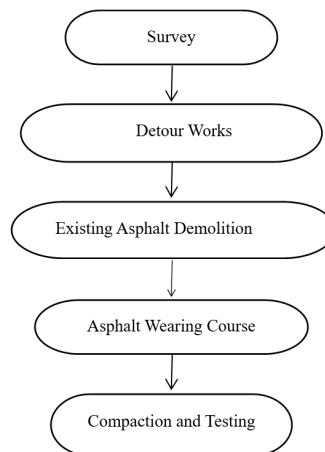 Survey
Detour Works
Existing Asphalt Demolition
Asphalt Wearing Course
Compaction and Testing